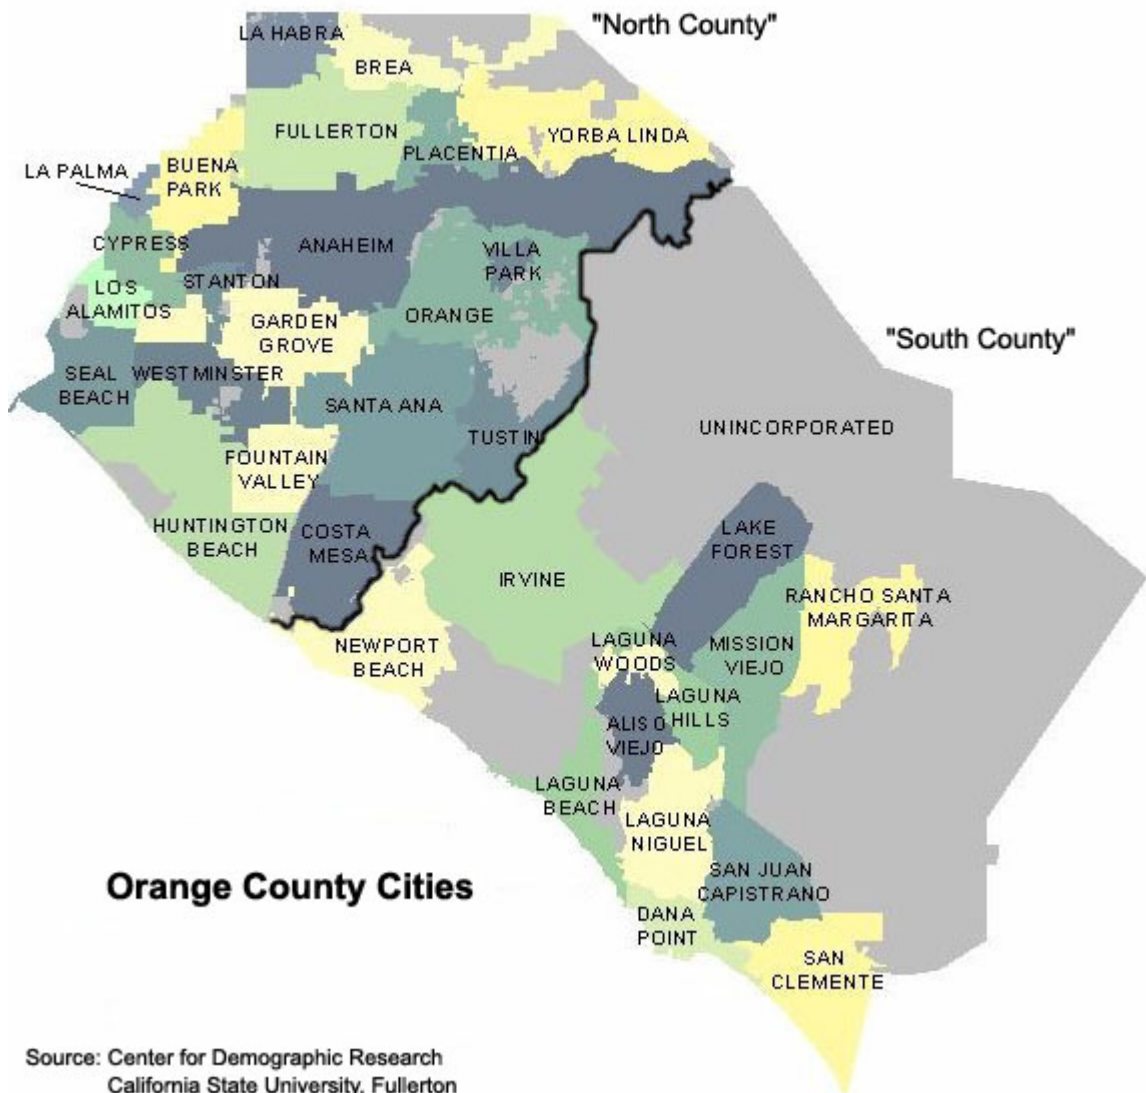 "North County"
LA HABRA
BREA
FULLERTON
YORBA LINDA
PLACENTIA
LA PALMA
BUENA
PARK
CYPRESS
ANAHEIM
VILLA
PARK
STANTON
LOS
ALAMITOS
ORANGE
GARDEN
GROVE
"South County"
SEAL
BEACH
WESTMINSTER
SANTA ANA
TUSTIN
UNINCORPORATED
FOUNTAIN
VALLEY
HUNTINGTON
BEACH
COSTA
MESA
LAKE
FOREST
IRVINE
RANCHO SANTA
MARGARITA
NEWPORT
BEACH
LAGUNA
WOODS
MISSION
VIEJO
LAGUNA
HILLS
ALISO
VIEJO
LAGUNA
BEACH
LAGUNA
NIGUEL
SAN JUAN
CAPISTRANO
Orange County Cities
DANA
POINT
SAN
CLEMENTE
Source: Center for Demographic Research
California State University, Fullerton